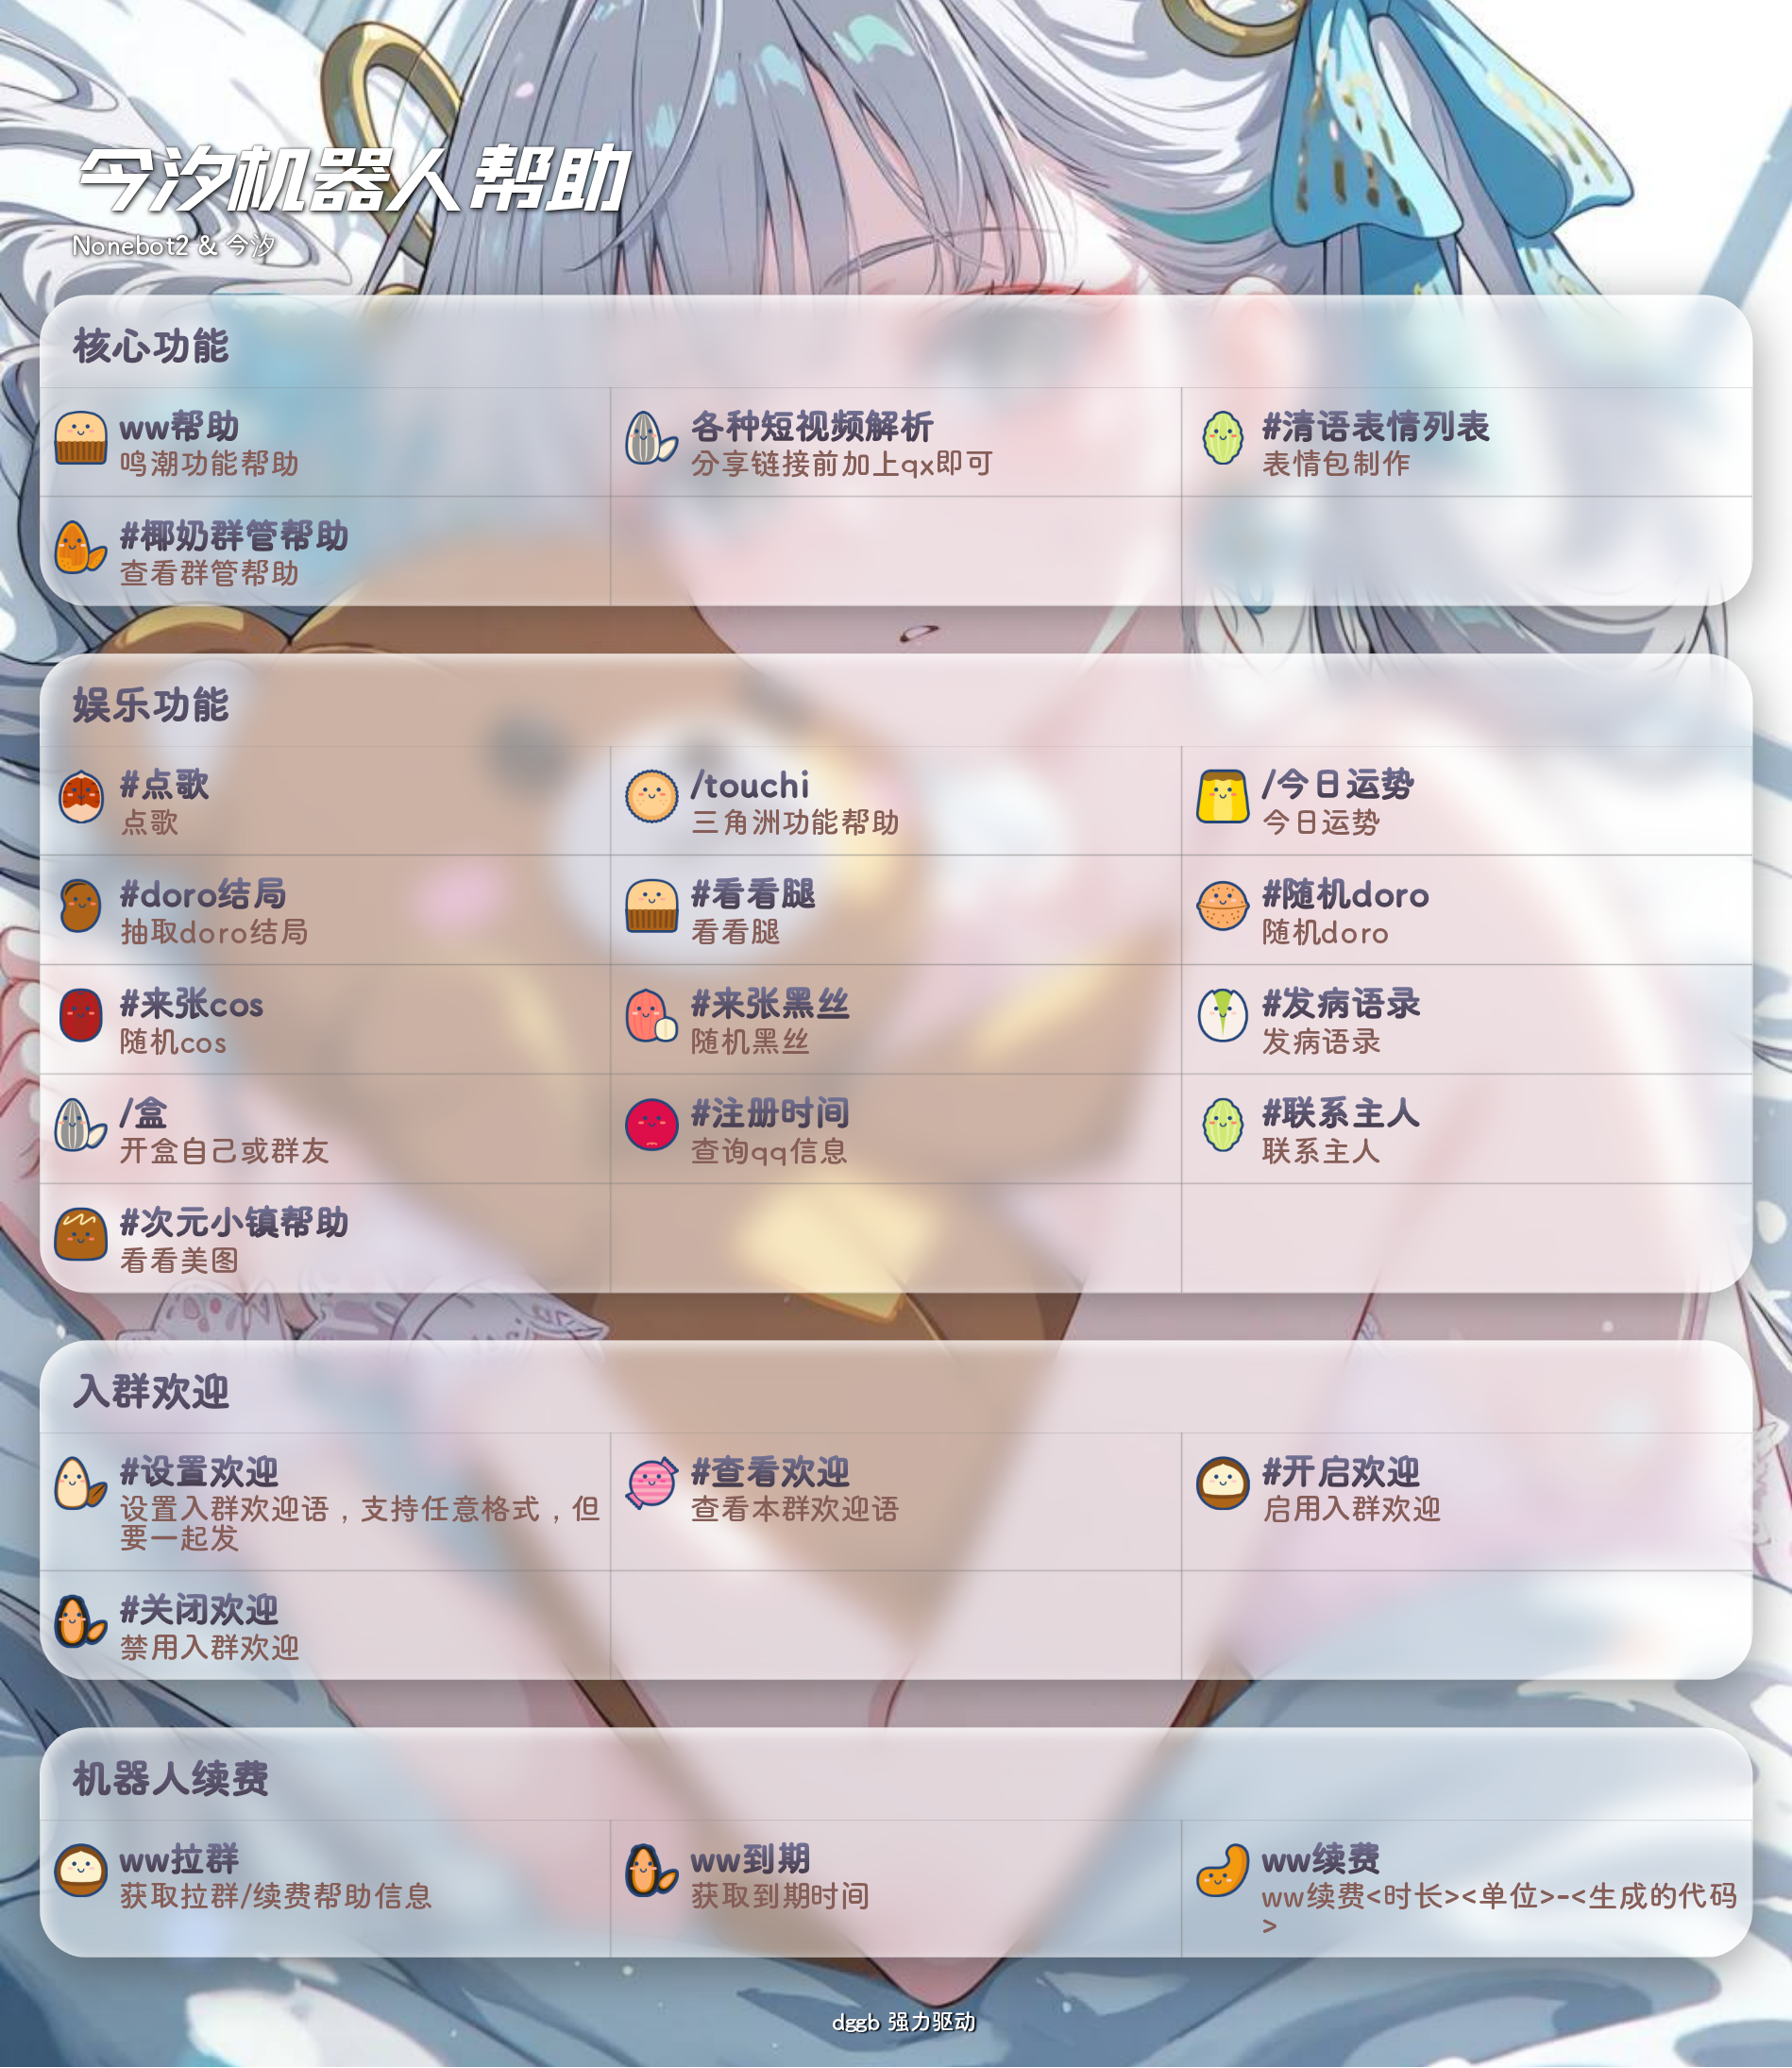 今汐机器人帮助
Nonebot2 & 今汐
核心功能
ww帮助
鸣潮功能帮助
各种短视频解析
分享链接前加上qx即可
#清语表情列表
表情包制作
#椰奶群管帮助
查看群管帮助
娱乐功能
#点歌
点歌
/touchi
三角洲功能帮助
/今日运势
今日运势
#doro结局
抽取doro结局
#看看腿
看看腿
#随机doro
随机doro
#来张cos
随机cos
#来张黑丝
随机黑丝
#发病语录
发病语录
/盒
开盒自己或群友
#注册时间
查询qq信息
#联系主人
联系主人
#次元小镇帮助
看看美图
入群欢迎
#设置欢迎
设置入群欢迎语，支持任意格式，但
要一起发
#查看欢迎
查看本群欢迎语
#开启欢迎
启用入群欢迎
#关闭欢迎
禁用入群欢迎
机器人续费
ww拉群
获取拉群/续费帮助信息
ww到期
获取到期时间
ww续费
ww续费<时长><单位>-<生成的代码
>
dggb 强力驱动